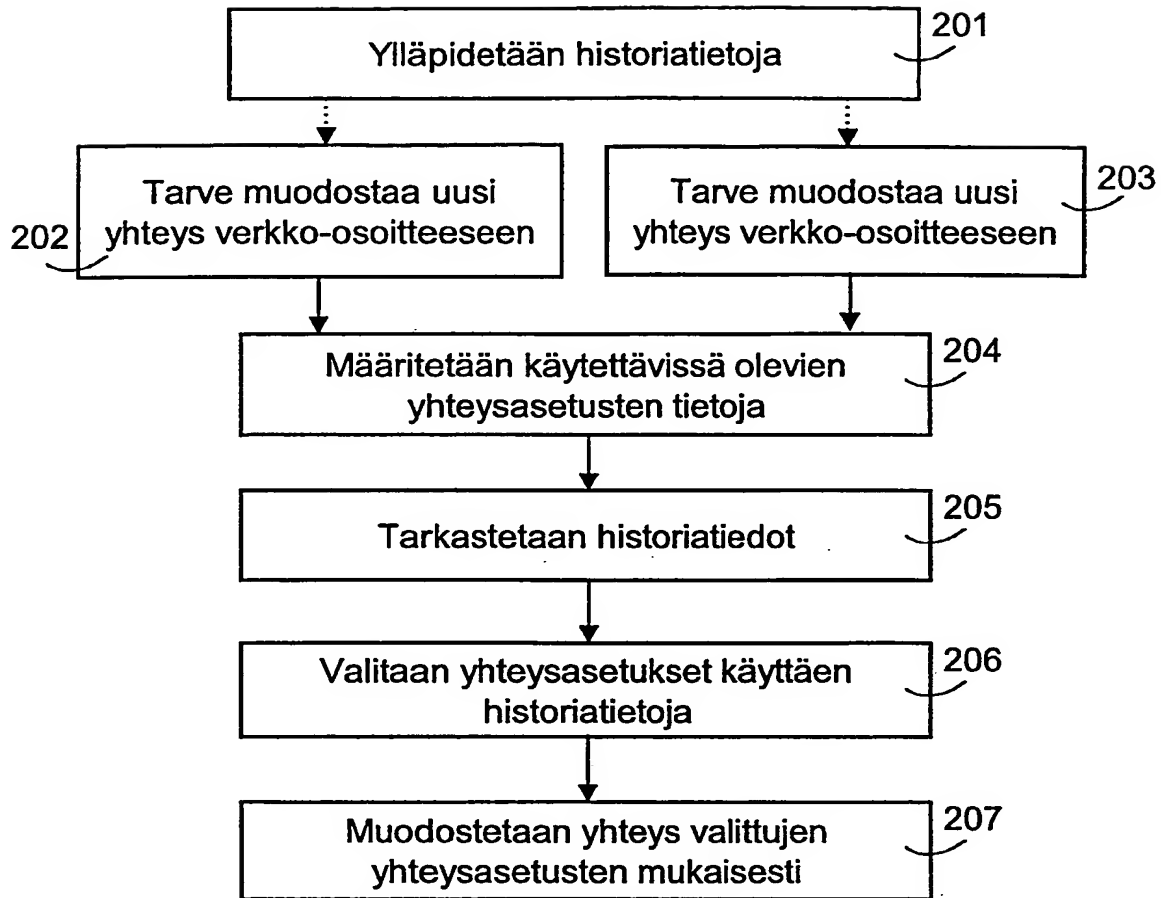 Ylläpidetään historiatietoja
201
Tarve muodostaa uusi
yhteys verkko-osoitteeseen
202
Tarve muodostaa uusi
yhteys verkko-osoitteeseen
203
Määritetään käytettävissä olevien
yhteysasetusten tietoja
204
Tarkastetaan historiatiedot
205
Valitaan yhteysasetukset käyttäen
historiatietoja
206
Muodostetaan yhteys valittujen
yhteysasetusten mukaisesti
207